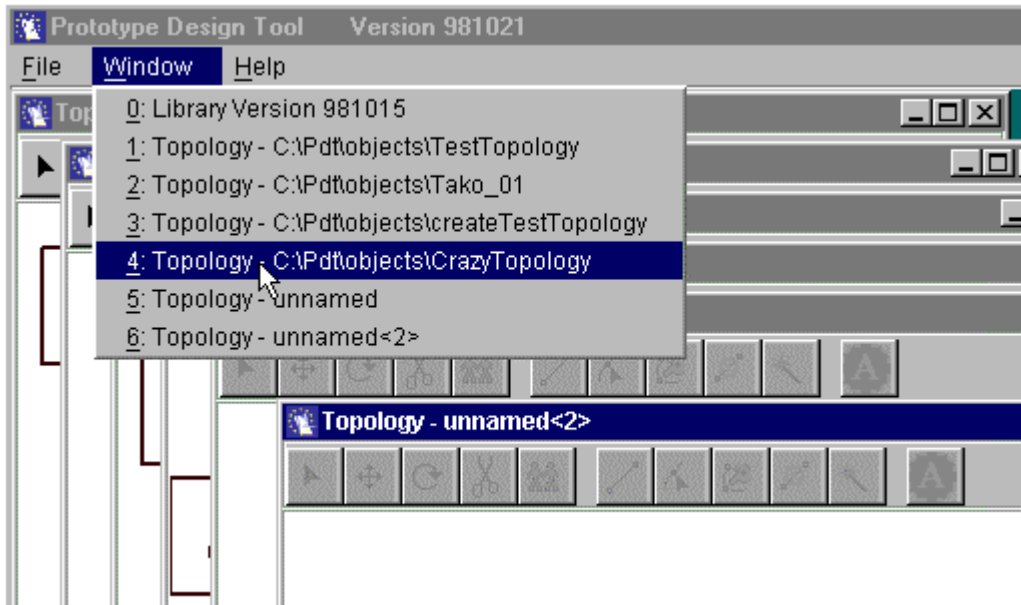 Prototype Design Tool Version 981021
File Window Help
Top
0: Library Version 981015
1: Topology - C:\Pdt\objects\TestTopology
2: Topology - C:\Pdt\objects\Tako_01
3: Topology - C:\Pdt\objects\createTestTopology
4: Topology - C:\Pdt\objects\CrazyTopology
5: Topology - unnamed
6: Topology - unnamed<2>
A
Topology - unnamed<2>
A